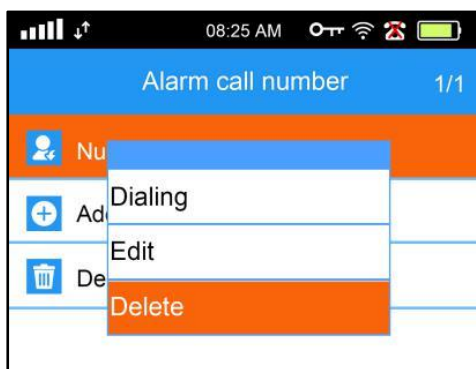 08:25 AM
Alarm call number 1/1
Nu
Dialing
Ad
Edit
De
Delete